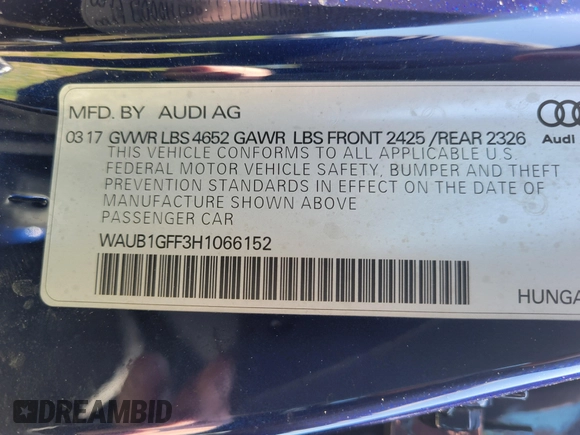 MFD. BY AUDI AG
03 17 GVWR LBS 4652 GAWR LBS FRONT 2425 /REAR 2326
Audi
THIS VEHICLE CONFORMS TO ALL APPLICABLE U.S.
FEDERAL MOTOR VEHICLE SAFETY, BUMPER AND THEFT
PREVENTION STANDARDS IN EFFECT ON THE DATE OF
MANUFACTURE SHOWN ABOVE
PASSENGER CAR
WAUB1GFF3H1066152
HUNGA
DREAMBID